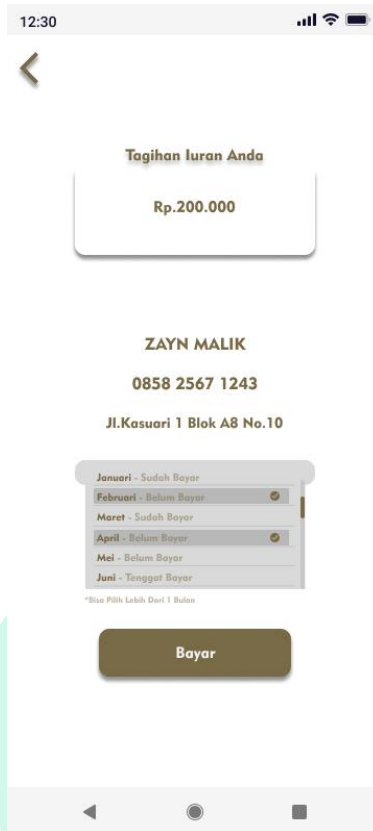 12:30
Tagihan Iuran Anda
Rp.200.000
ZAYN MALIK
0858 2567 1243
Jl.Kasuari 1 Blok A8 No.10
Januari - Sudah Bayar
Februari - Belum Bayar
Maret - Sudah Bayar
April - Belum Bayar
Mei - Belum Bayar
Juni - Tenggat Bayar
*Bisa Pilih Lebih Dari 1 Bulan
Bayar